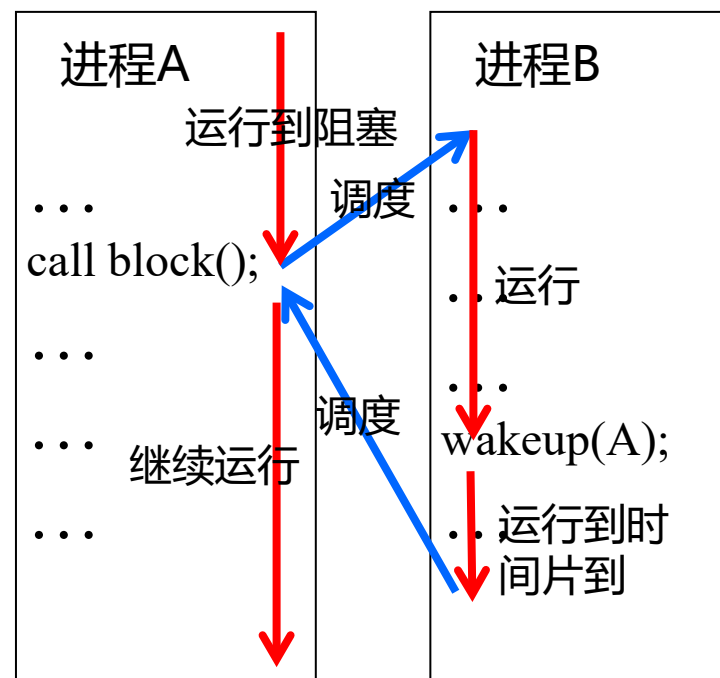 进程A
运行到阻塞
...
call block();
...
...
继续运行
...
调度
调度
进程B
...
...运行
...
wakeup(A);
...运行到时
间片到